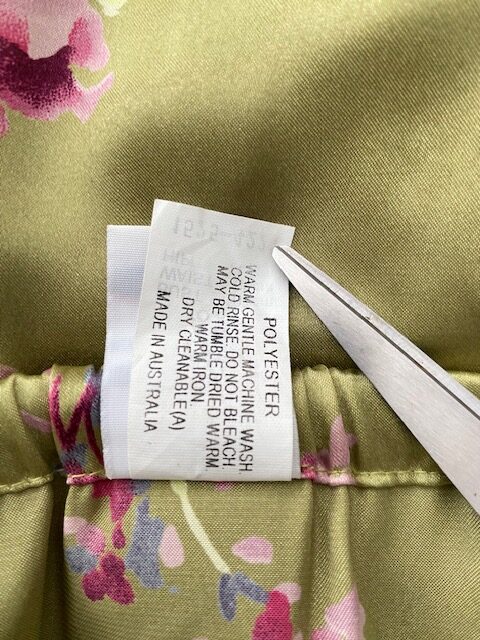 POLYESTER
WARM GENTLE MACHINE WASH.
COLD RINSE. DO NOT BLEACH
MAY BE TUMBLE DRIED WARM.
WARM IRON.
DRY CLEANABLE(A)
MADE IN AUSTRALIA